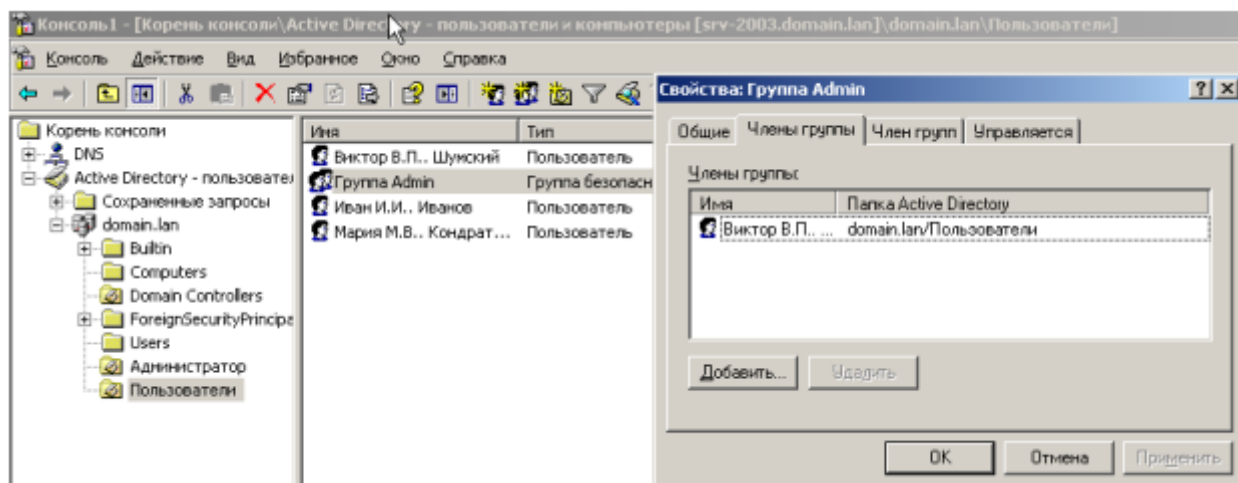 Консоль1 - [Корень консоли\Active Directory - пользователи и компьютеры [srv-2003.domain.lan]\domain.lan\Пользователи]
Консоль Действие Вид Избранное Окно Справка
Корень консоли
DNS
Active Directory - пользовател
Сохраненные запросы
domain.lan
Builtin
Computers
Domain Controllers
ForeignSecurityPrincipa
Users
Администратор
Пользователи
Имя Тип
Виктор В.П.. Шумский Пользователь
Группа Admin Группа безопасн
Иван И.И.. Иванов Пользователь
Мария М.В.. Кондрат... Пользователь
Свойства: Группа Admin
Общие Члены группы Член групп Управляется
Члены группы:
Имя Папка Active Directory
Виктор В.П.. ... domain.lan/Пользователи
Добавить... Удалить
OK Отмена Применить